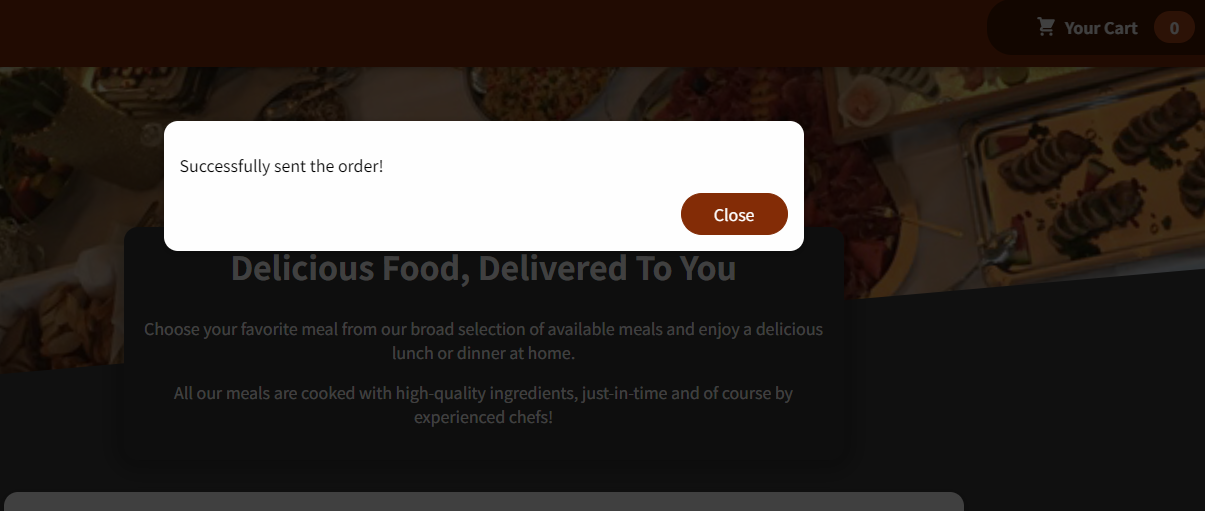 Your Cart 0
Successfully sent the order!
Close
Delicious Food, Delivered To You
Choose your favorite meal from our broad selection of available meals and enjoy a delicious
lunch or dinner at home.
All our meals are cooked with high-quality ingredients, just-in-time and of course by
experienced chefs!